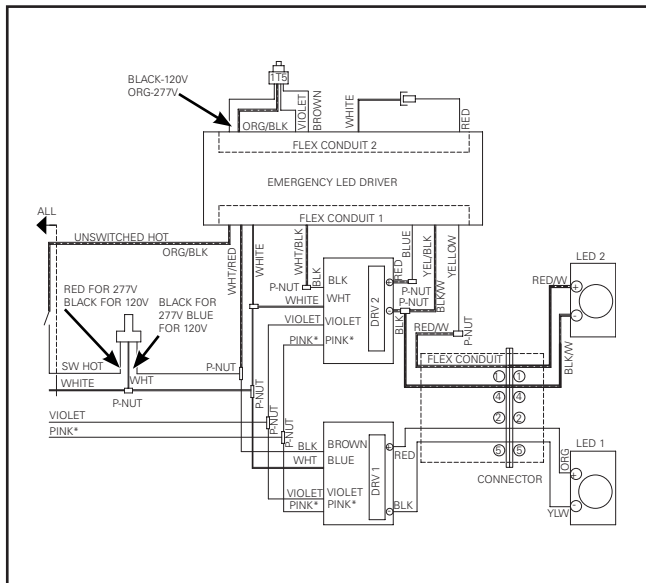 BLACK-120V
ORG-277V
1T5
ORG/BLK
VIOLET
BROWN
WHITE
RED
FLEX CONDUIT 2
EMERGENCY LED DRIVER
FLEX CONDUIT 1
ALL
UNSWITCHED HOT
ORG/BLK
WHT/RED
WHITE
WHT/BLK
BLUE
YEL/BLK
YELLOW
RED FOR 277V
BLACK FOR 120V
BLACK FOR
277V BLUE
FOR 120V
P-NUT
BLK
BLK
RED
P-NUT
P-NUT
BLK/W
WHITE
WHT
DRV 2
BLK
RED/W
P-NUT
VIOLET
VIOLET
PINK*
PINK*
LED 2
RED/W
+
-
BLK/W
FLEX CONDUIT
1
1
4
4
2
2
5
5
CONNECTOR
SW HOT
WHT
P-NUT
WHITE
P-NUT
P-NUT
VIOLET
PINK*
P-NUT
P-NUT
BLK
BROWN
RED
WHT
BLUE
DRV 1
VIOLET
VIOLET
PINK*
PINK*
BLK
LED 1
ORG
+
-
YLW